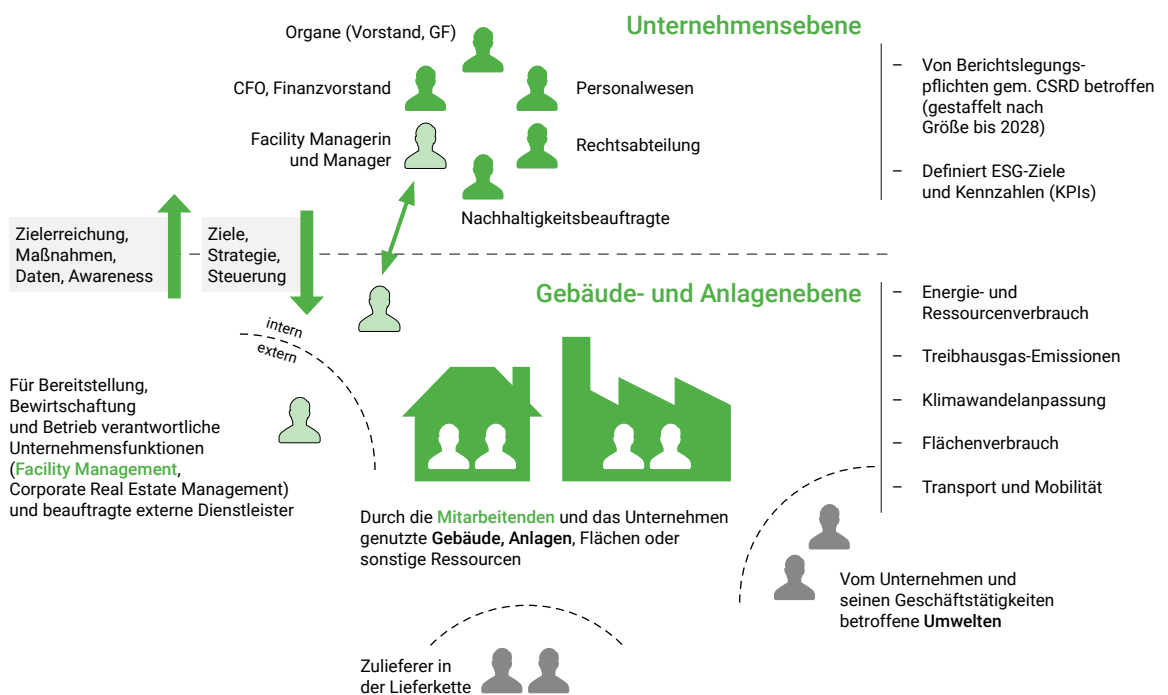 Unternehmensebene
Organe (Vorstand, GF)
CFO, Finanzvorstand
Personalwesen
Facility Managerin
und Manager
Rechtsabteilung
Nachhaltigkeitsbeauftragte
– Von Berichtslegungs-
pflichten gem. CSRD betroffen
(gestaffelt nach
Größe bis 2028)
– Definiert ESG-Ziele
und Kennzahlen (KPIs)
Zielerreichung,
Maßnahmen,
Daten, Awareness
Ziele,
Strategie,
Steuerung
Gebäude- und Anlagenebene
– Energie- und
Ressourcenverbrauch
– Treibhausgas-Emissionen
– Klimawandelanpassung
– Flächenverbrauch
– Transport und Mobilität
intern
extern
Für Bereitstellung,
Bewirtschaftung
und Betrieb verantwortliche
Unternehmensfunktionen
(Facility Management,
Corporate Real Estate Management)
und beauftragte externe Dienstleister
Durch die Mitarbeitenden und das Unternehmen
genutzte Gebäude, Anlagen, Flächen oder
sonstige Ressourcen
Vom Unternehmen und
seinen Geschäftstätigkeiten
betroffene Umwelten
Zulieferer in
der Lieferkette